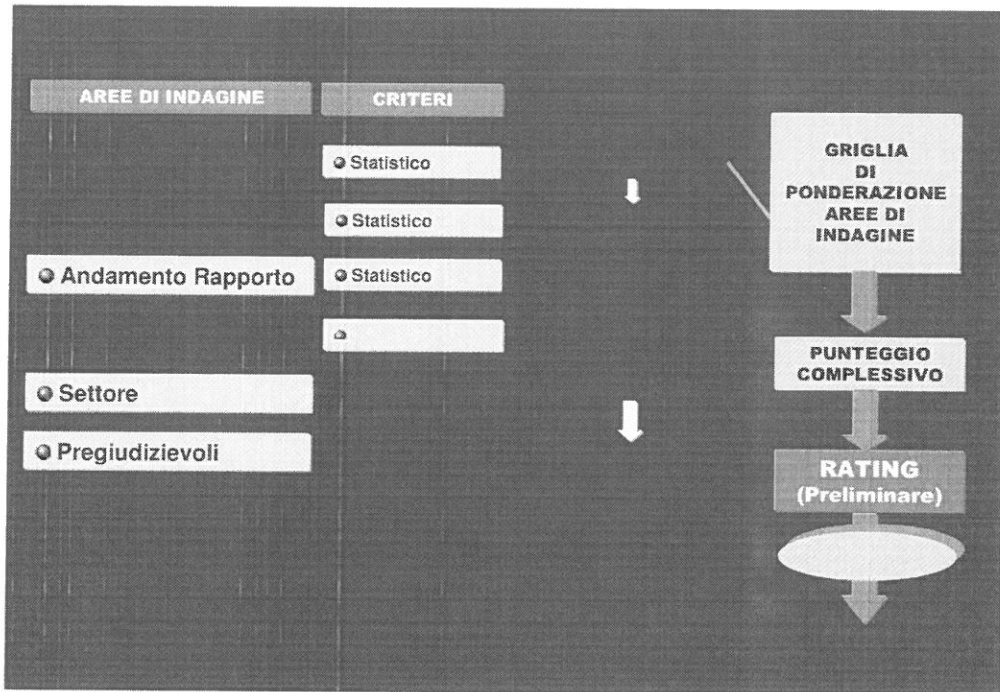 AREE DI INDAGINE
CRITERI
Statistico
Statistico
Andamento Rapporto
Statistico
Settore
Pregiudizievoli
GRIGLIA
DI
PONDERAZIONE
AREE DI
INDAGINE
PUNTEGGIO
COMPLESSIVO
RATING
(Preliminare)